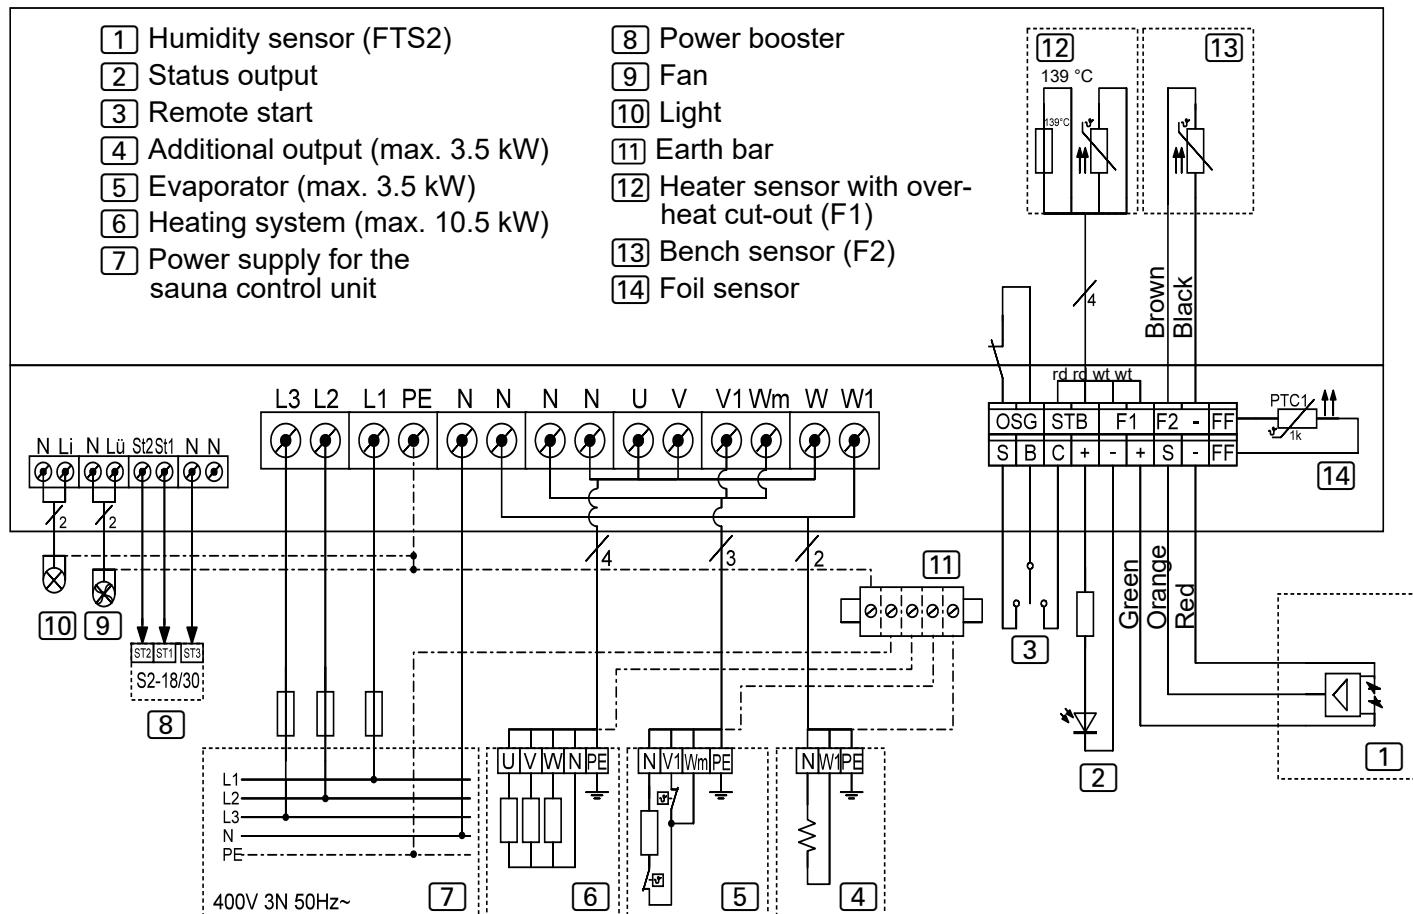 1 Humidity sensor (FTS2)
2 Status output
3 Remote start
4 Additional output (max. 3.5 kW)
5 Evaporator (max. 3.5 kW)
6 Heating system (max. 10.5 kW)
7 Power supply for the
sauna control unit
8 Power booster
9 Fan
10 Light
11 Earth bar
12 Heater sensor with over-
heat cut-out (F1)
13 Bench sensor (F2)
14 Foil sensor
12
13
139 °C
139°C
4
Brown
Black
rd rd wt wt
L3 L2 L1 PE N N N N U V V1 Wm W W1
N Li N Lü St2 St1 N N
OSG STB F1 F2 - FF
S B C + - + S - FF
PTC1
1k
14
2
2
4
3
2
11
10
9
ST2 ST1 ST3
S2-18/30
8
3
Green
Orange
Red
2
1
U V W N PE
N V1 Wm PE
N W1 PE
L1
L2
L3
N
PE
400V 3N 50Hz~
7
6
5
4